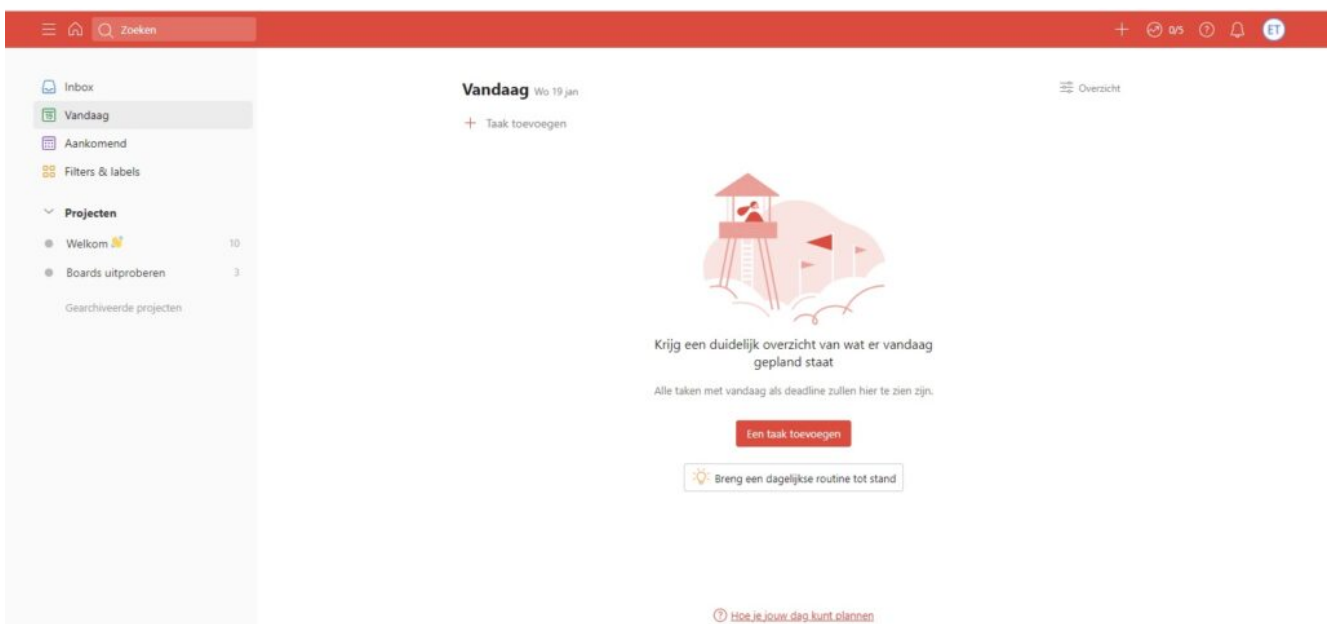 Zoeken
0/5
ET
Inbox
Vandaag
Aankomend
Filters & labels
Projecten
Welkom 👋 10
Boards uitproberen 3
Gearchiveerde projecten
Vandaag Wo 19 jan
Overzicht
+ Taak toevoegen
Krijg een duidelijk overzicht van wat er vandaag
gepland staat
Alle taken met vandaag als deadline zullen hier te zien zijn.
Een taak toevoegen
Breng een dagelijkse routine tot stand
Hoe je jouw dag kunt plannen